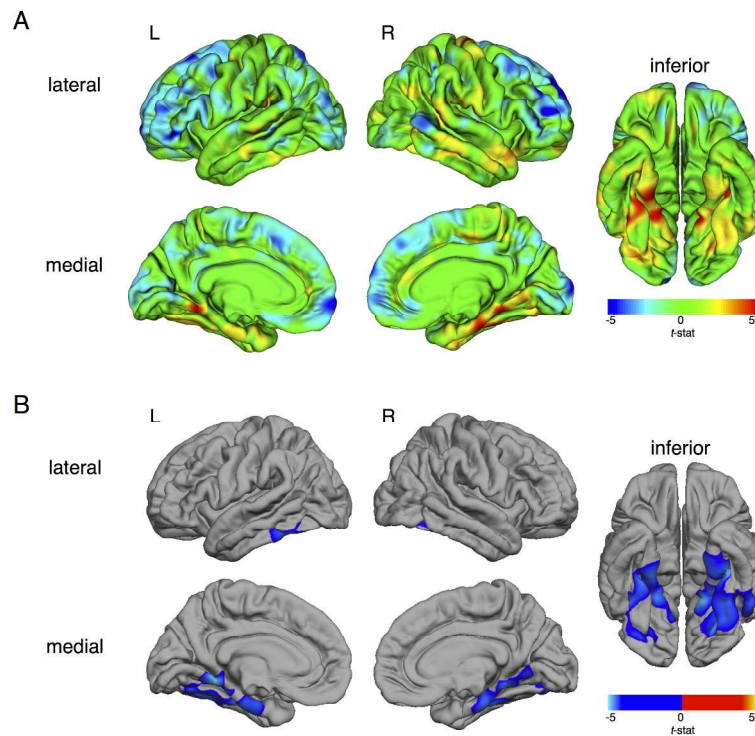 A
L
R
lateral
inferior
medial
-5 0 5
t-stat
B
L
R
lateral
inferior
medial
-5 0 5
t-stat